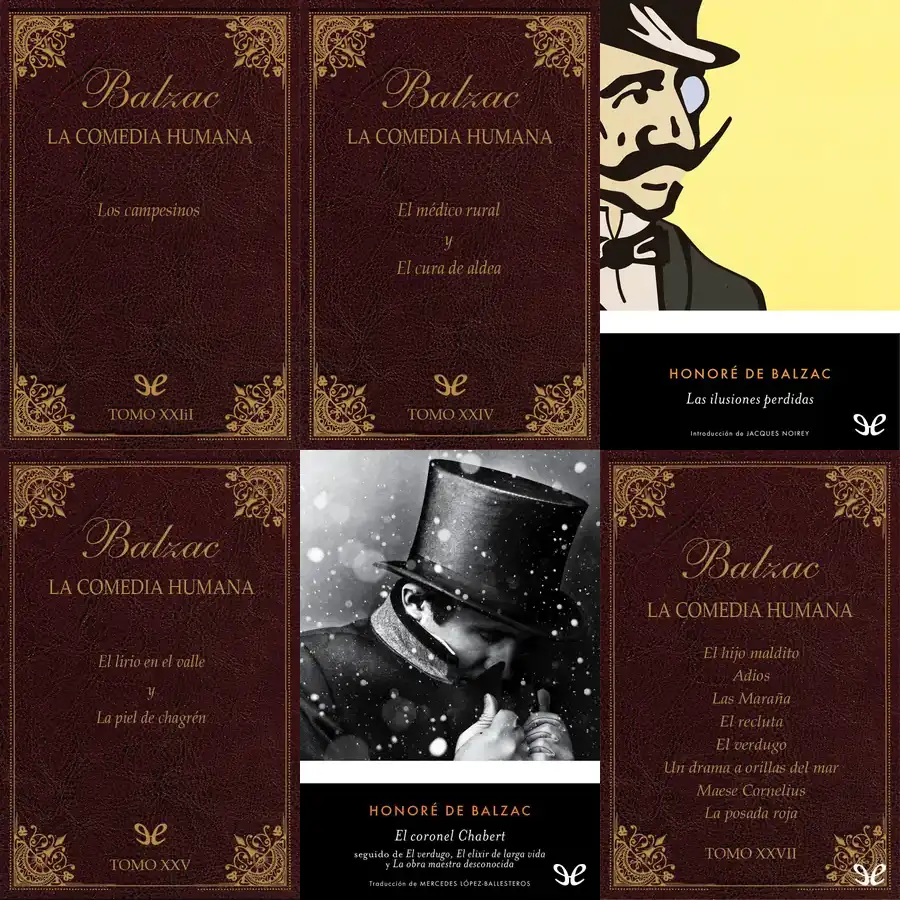 Balzac
LA COMEDIA HUMANA
Los campesinos
TOMO XXIiI
Balzac
LA COMEDIA HUMANA
El médico rural
y
El cura de aldea
TOMO XXIV
HONORÉ DE BALZAC
Las ilusiones perdidas
Introducción de JACQUES NOIREY
Balzac
LA COMEDIA HUMANA
El lirio en el valle
y
La piel de chagrén
TOMO XXV
HONORÉ DE BALZAC
El coronel Chabert
seguido de El verdugo, El elixir de larga vida
y La obra maestra desconocida
Traducción de MERCEDES LÓPEZ-BALLESTEROS
Balzac
LA COMEDIA HUMANA
El hijo maldito
Adios
Las Maraña
El recluta
El verdugo
Un drama a orillas del mar
Maese Cornelius
La posada roja
TOMO XXVII